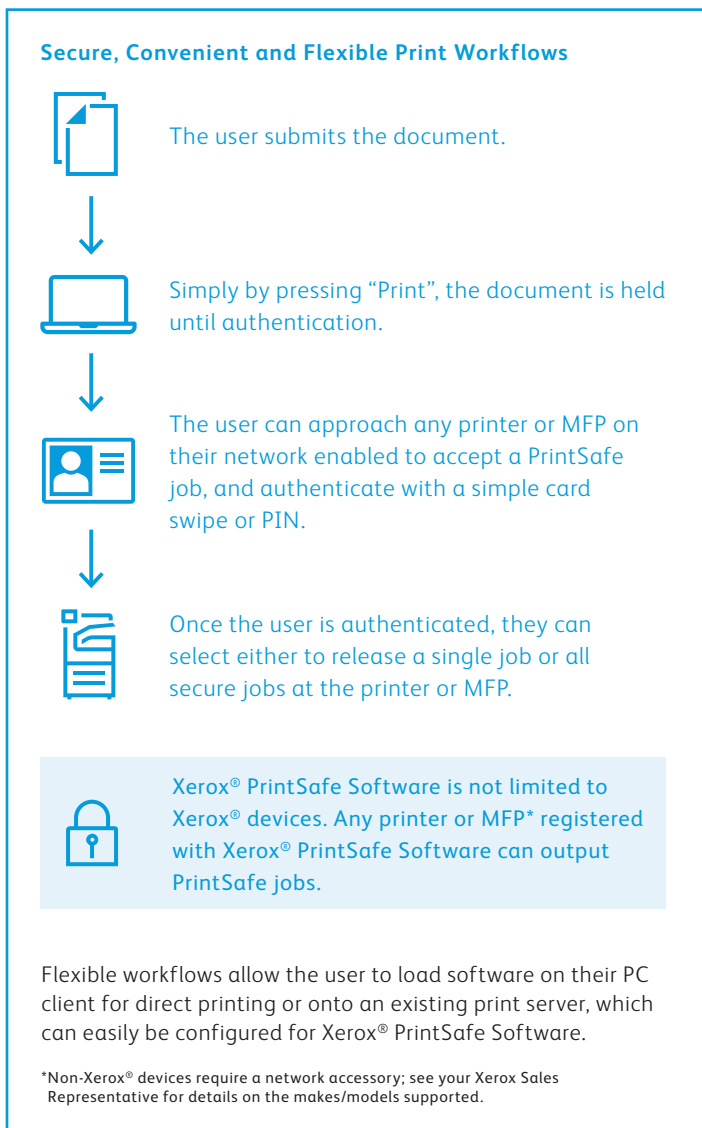 Secure, Convenient and Flexible Print Workflows
The user submits the document.
Simply by pressing “Print”, the document is held
until authentication.
The user can approach any printer or MFP on
their network enabled to accept a PrintSafe
job, and authenticate with a simple card
swipe or PIN.
Once the user is authenticated, they can
select either to release a single job or all
secure jobs at the printer or MFP.
Xerox® PrintSafe Software is not limited to
Xerox® devices. Any printer or MFP* registered
with Xerox® PrintSafe Software can output
PrintSafe jobs.
Flexible workflows allow the user to load software on their PC
client for direct printing or onto an existing print server, which
can easily be configured for Xerox® PrintSafe Software.
*Non-Xerox® devices require a network accessory; see your Xerox Sales
Representative for details on the makes/models supported.